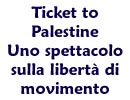 Ticket to
Palestine
Uno spettacolo
sulla libertà di
movimento